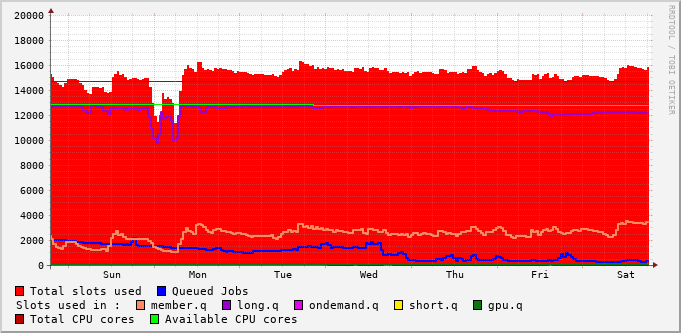 20000
18000
16000
14000
12000
10000
8000
6000
4000
2000
0
Sun Mon Tue Wed Thu Fri Sat
Total slots used Queued Jobs
Slots used in : member.q long.q ondemand.q short.q gpu.q
Total CPU cores Available CPU cores
RRDTOOL / TOBI OETIKER